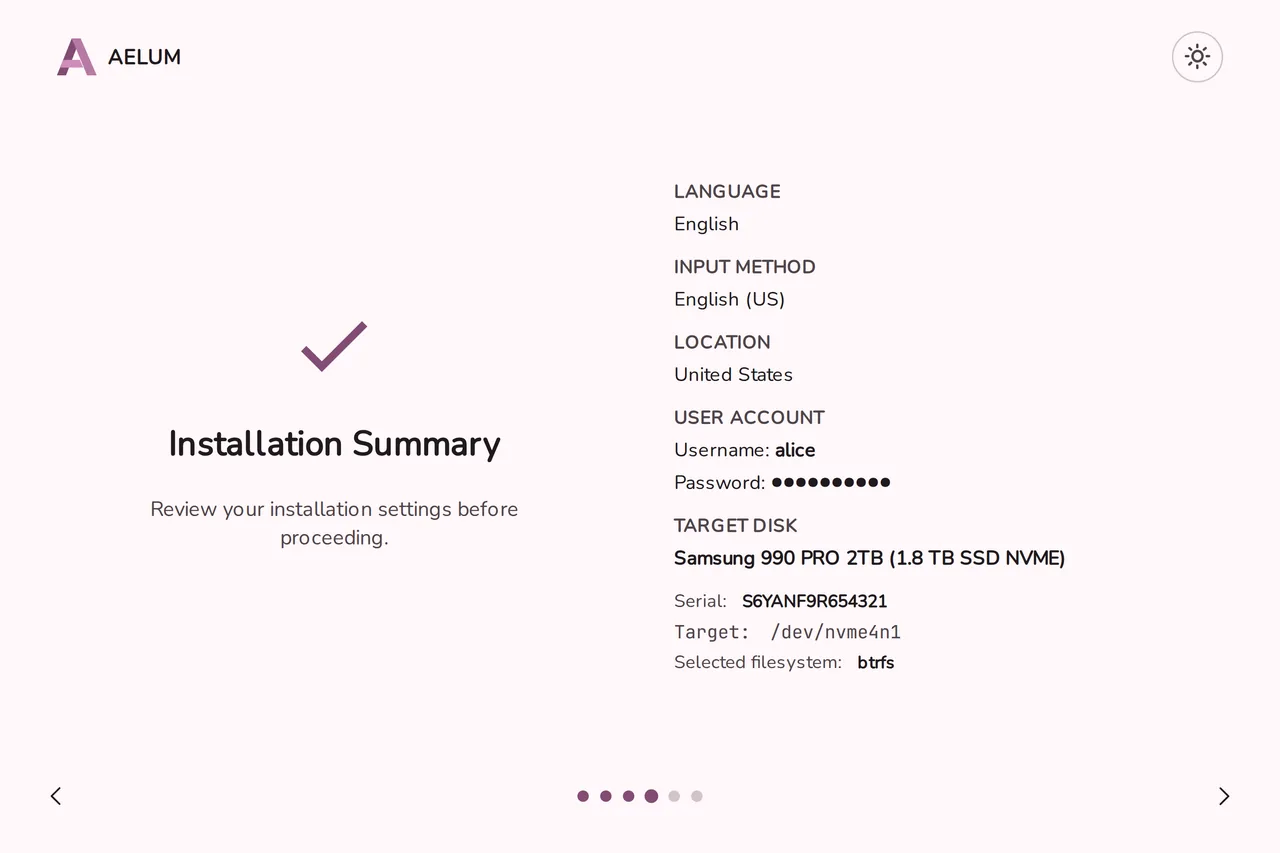 AELUM
Installation Summary
Review your installation settings before
proceeding.
LANGUAGE
English
INPUT METHOD
English (US)
LOCATION
United States
USER ACCOUNT
Username: alice
Password: ●●●●●●●●●●
TARGET DISK
Samsung 990 PRO 2TB (1.8 TB SSD NVME)
Serial: S6YANF9R654321
Target: /dev/nvme4n1
Selected filesystem: btrfs